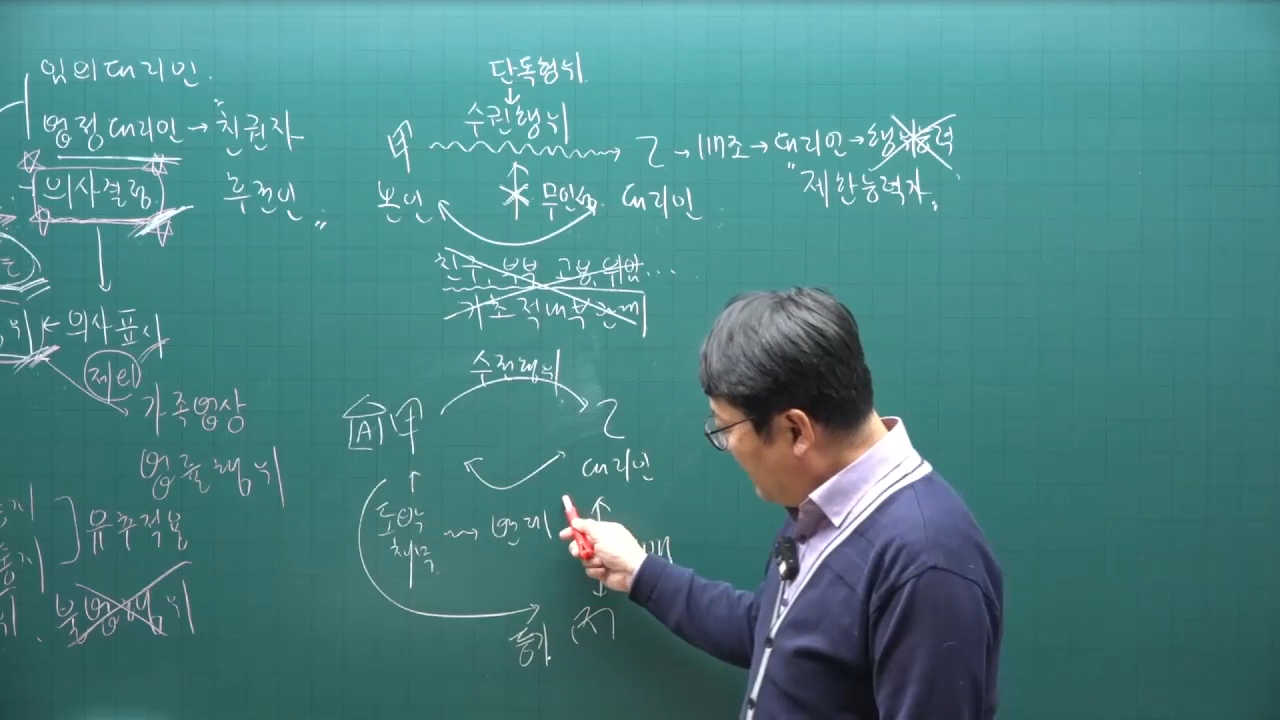 임의대리인.
법정대리인→"친권자
의사결정
후견인"
의사표시
제리
가족법상
법률행위
유추적용
불법행위
단독행위
↓
수권행위
甲 → 乙→117조→대리인→행위능력
본인 무인성 대리인 "제한능력자"
친구, 부부 고용, 위임...
기초적내부관계
수권행위
A 甲 乙
대리인
등기